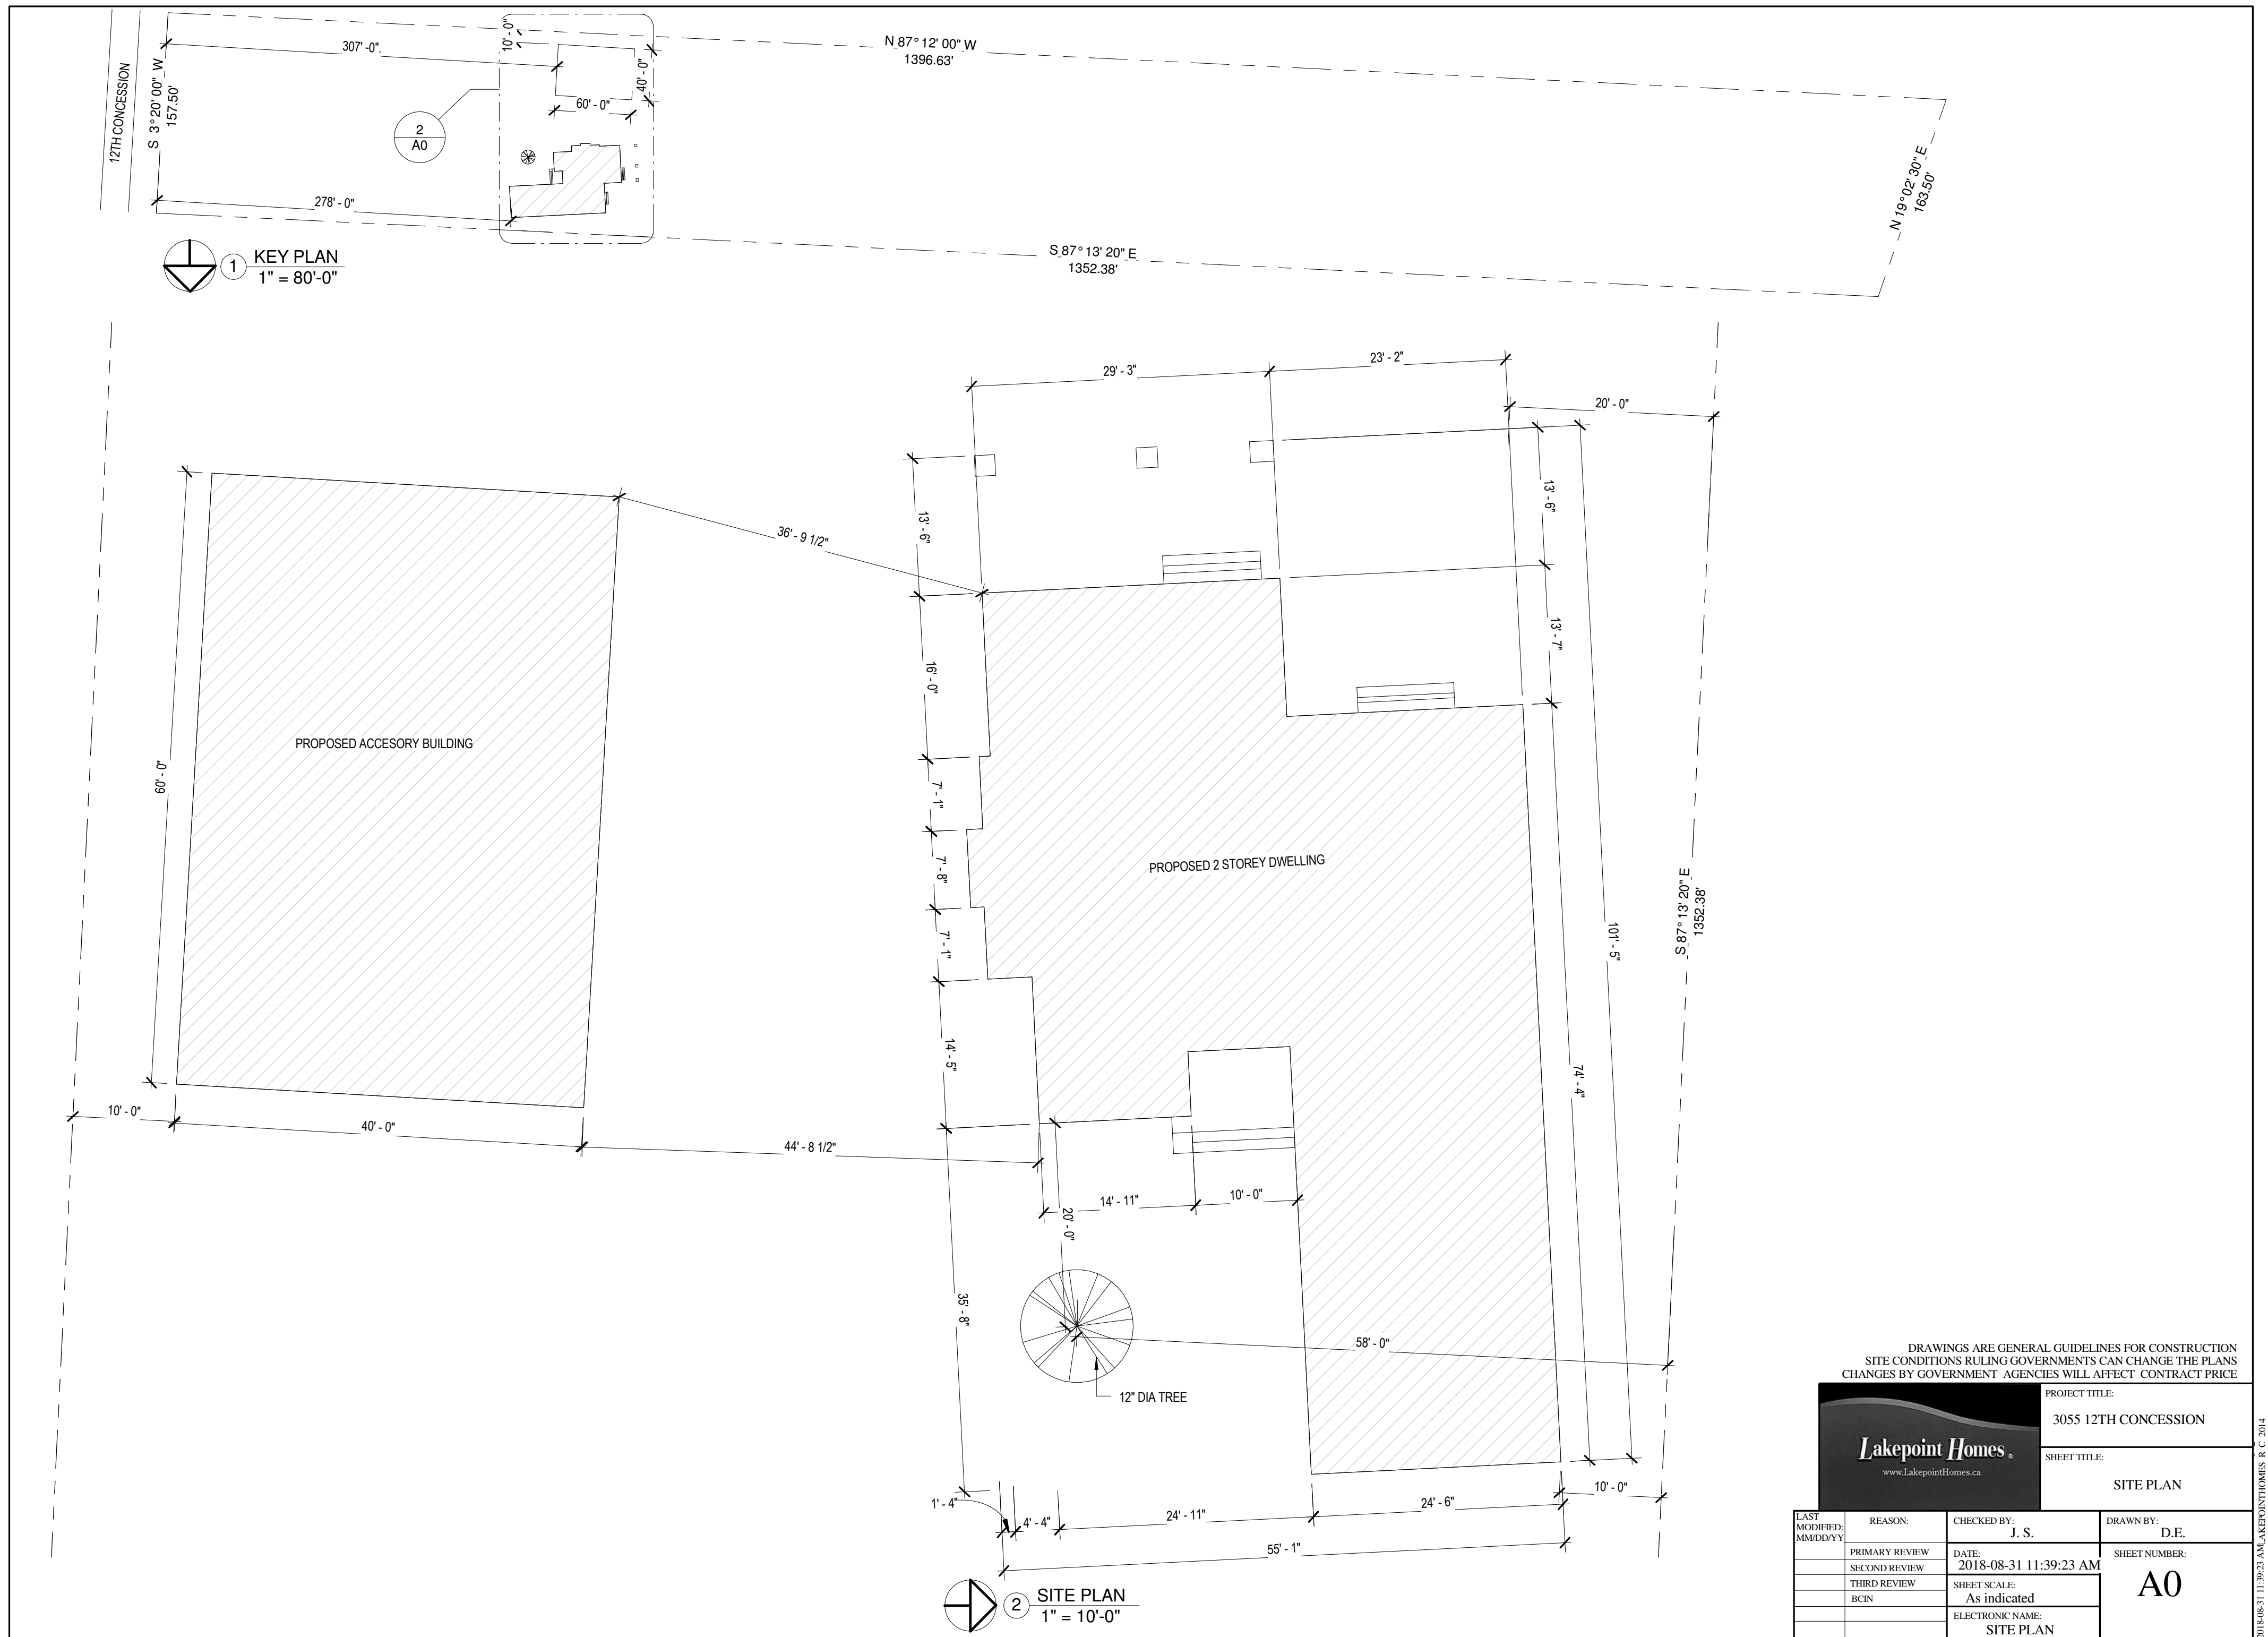 12TH CONCESSION
S 3° 20' 00" W
157.50'
307' -0".
10' - 0"
40' - 0"
60' - 0"
2
A0
278' - 0"
N 87° 12' 00" W
1396.63'
N 19° 02' 30" E
163.50'
S 87° 13' 20" E
1352.38'
1
KEY PLAN
1" = 80'-0"
29' - 3"
23' - 2"
20' - 0"
13' - 6"
13' - 6"
36' - 9 1/2"
13' - 7"
16' - 0"
PROPOSED ACCESORY BUILDING
60' - 0"
7' - 1"
PROPOSED 2 STOREY DWELLING
7' - 8"
7' - 1"
S 87° 13' 20" E
1352.38'
101' - 5"
74' - 4"
14' - 5"
10' - 0"
40' - 0"
44' - 8 1/2"
14' - 11"
10' - 0"
20' - 0"
35' - 8"
58' - 0"
12" DIA TREE
1' - 4"
4' - 4"
24' - 11"
24' - 6"
10' - 0"
55' - 1"
2
SITE PLAN
1" = 10'-0"
DRAWINGS ARE GENERAL GUIDELINES FOR CONSTRUCTION
SITE CONDITIONS RULING GOVERNMENTS CAN CHANGE THE PLANS
CHANGES BY GOVERNMENT AGENCIES WILL AFFECT CONTRACT PRICE
Lakepoint Homes ®
www.LakepointHomes.ca
PROJECT TITLE:
3055 12TH CONCESSION
SHEET TITLE:
SITE PLAN
LAST
MODIFIED:
MM/DD/YY
REASON:
PRIMARY REVIEW
SECOND REVIEW
THIRD REVIEW
BCIN
CHECKED BY:
J. S.
DRAWN BY:
D.E.
DATE:
2018-08-31 11:39:23 AM
SHEET NUMBER:
A0
SHEET SCALE:
As indicated
ELECTRONIC NAME:
SITE PLAN
11:39:23 AM_LAKEPOINTHOMES R C 2014